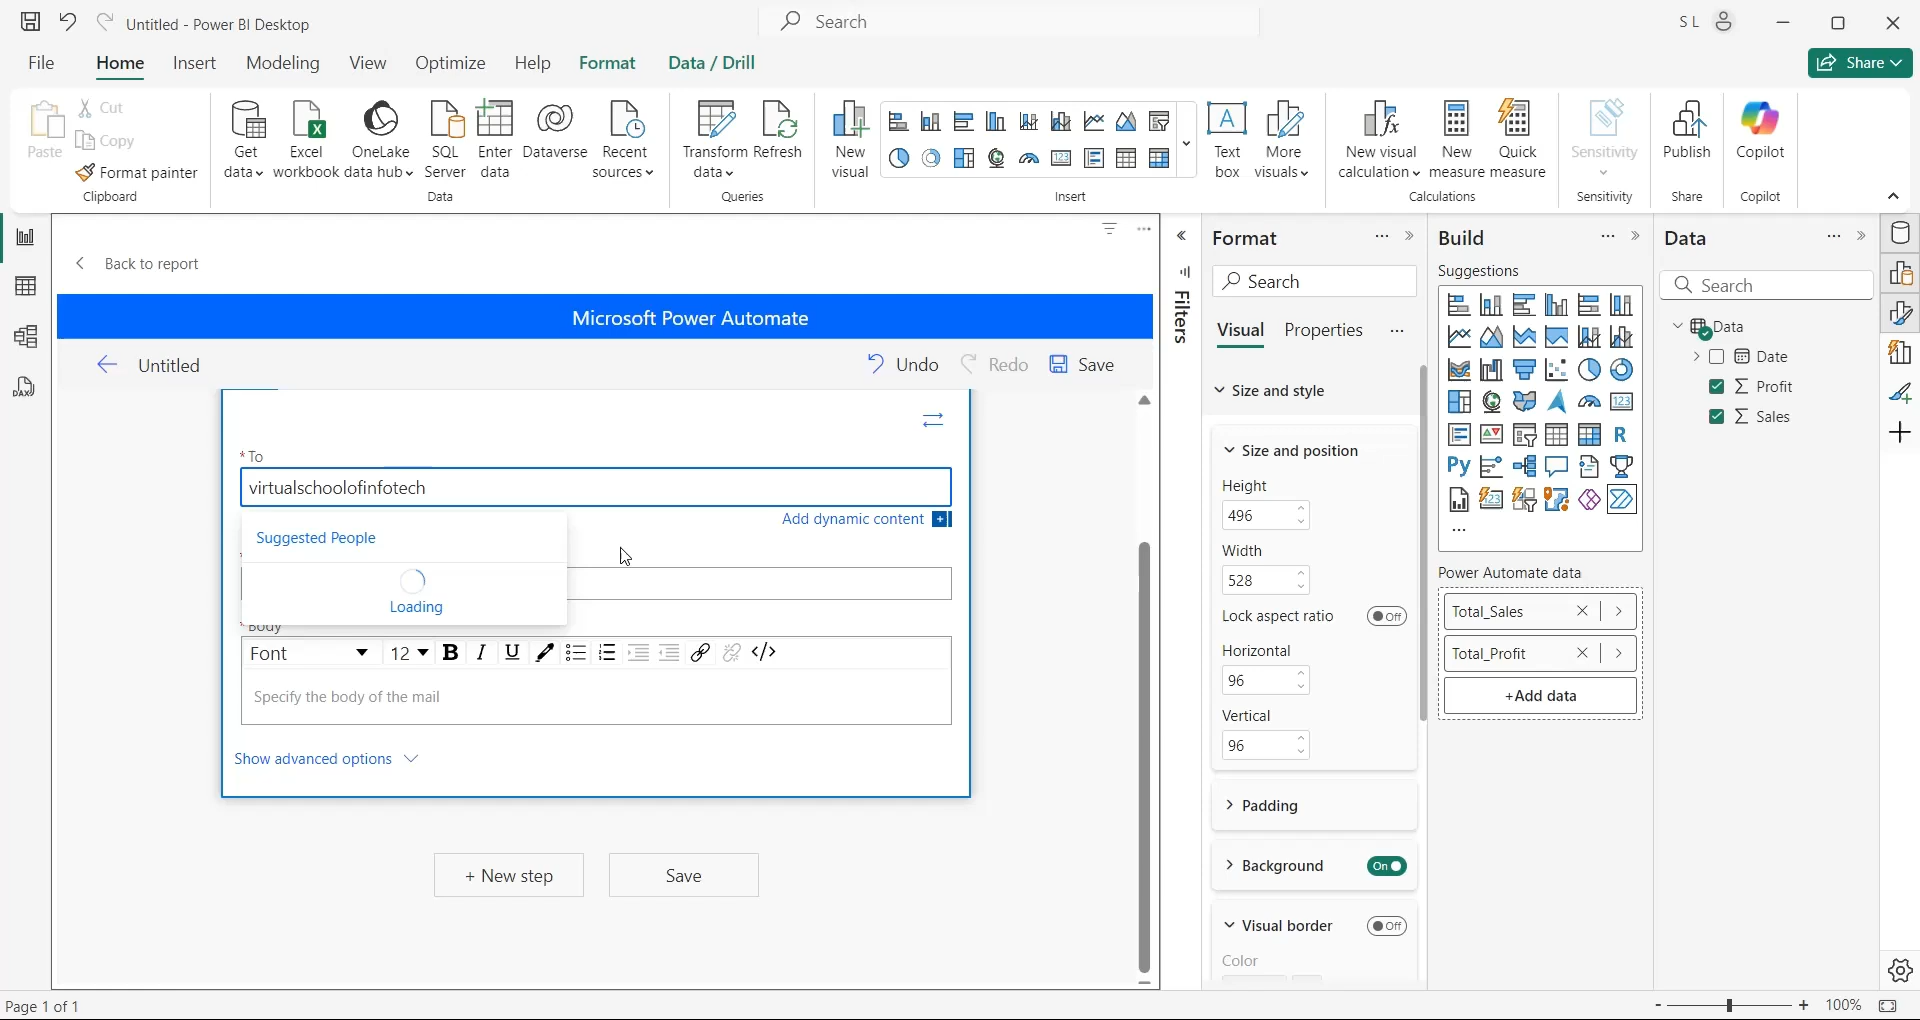 Untitled - Power BI Desktop
Search
S L
File
Home
Insert
Modeling
View
Optimize
Help
Format
Data / Drill
Share
Paste
Cut
Copy
Format painter
Clipboard
Get data
Excel workbook
OneLake data hub
SQL Server
Enter data
Dataverse
Recent sources
Data
Transform data
Refresh
Queries
New visual
Text box
More visuals
Insert
New visual calculation
New measure
Quick measure
Calculations
Sensitivity
Sensitivity
Publish
Share
Copilot
Copilot
Back to report
Microsoft Power Automate
Untitled
Undo
Redo
Save
* To
virtualschoolofinfotech
Add dynamic content
Suggested People
Loading
* Body
Font
12
B I U </>
Specify the body of the mail
Show advanced options
+ New step
Save
Filters
Format
Search
Visual
Properties
Size and style
Size and position
Height
496
Width
528
Lock aspect ratio
Off
Horizontal
96
Vertical
96
Padding
Background
On
Visual border
Off
Color
Build
Suggestions
R
Py
123
Power Automate data
Total_Sales
Total_Profit
+Add data
Data
Search
Data
Date
Profit
Sales
DAX
Page 1 of 1
- + 100%